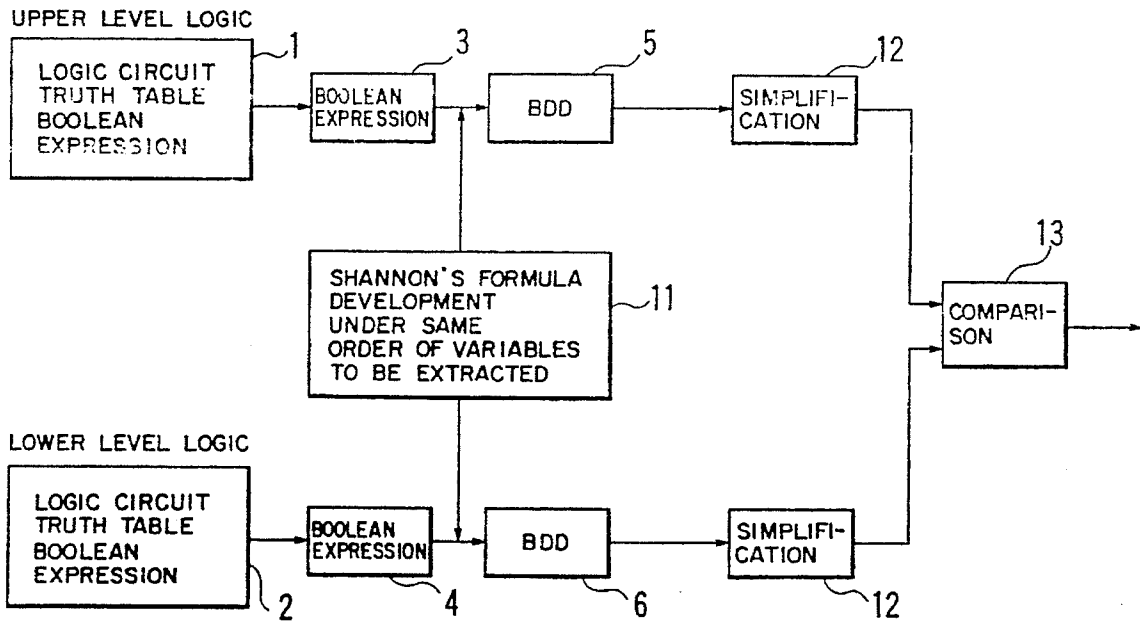 UPPER LEVEL LOGIC
1
LOGIC CIRCUIT
TRUTH TABLE
BOOLEAN
EXPRESSION
3
BOOLEAN
EXPRESSION
5
BDD
12
SIMPLIFI-
CATION
SHANNON'S FORMULA
DEVELOPMENT
UNDER SAME
ORDER OF VARIABLES
TO BE EXTRACTED
11
13
COMPARI-
SON
LOWER LEVEL LOGIC
LOGIC CIRCUIT
TRUTH TABLE
BOOLEAN
EXPRESSION
2
BOOLEAN
EXPRESSION
4
BDD
6
SIMPLIFI-
CATION
12